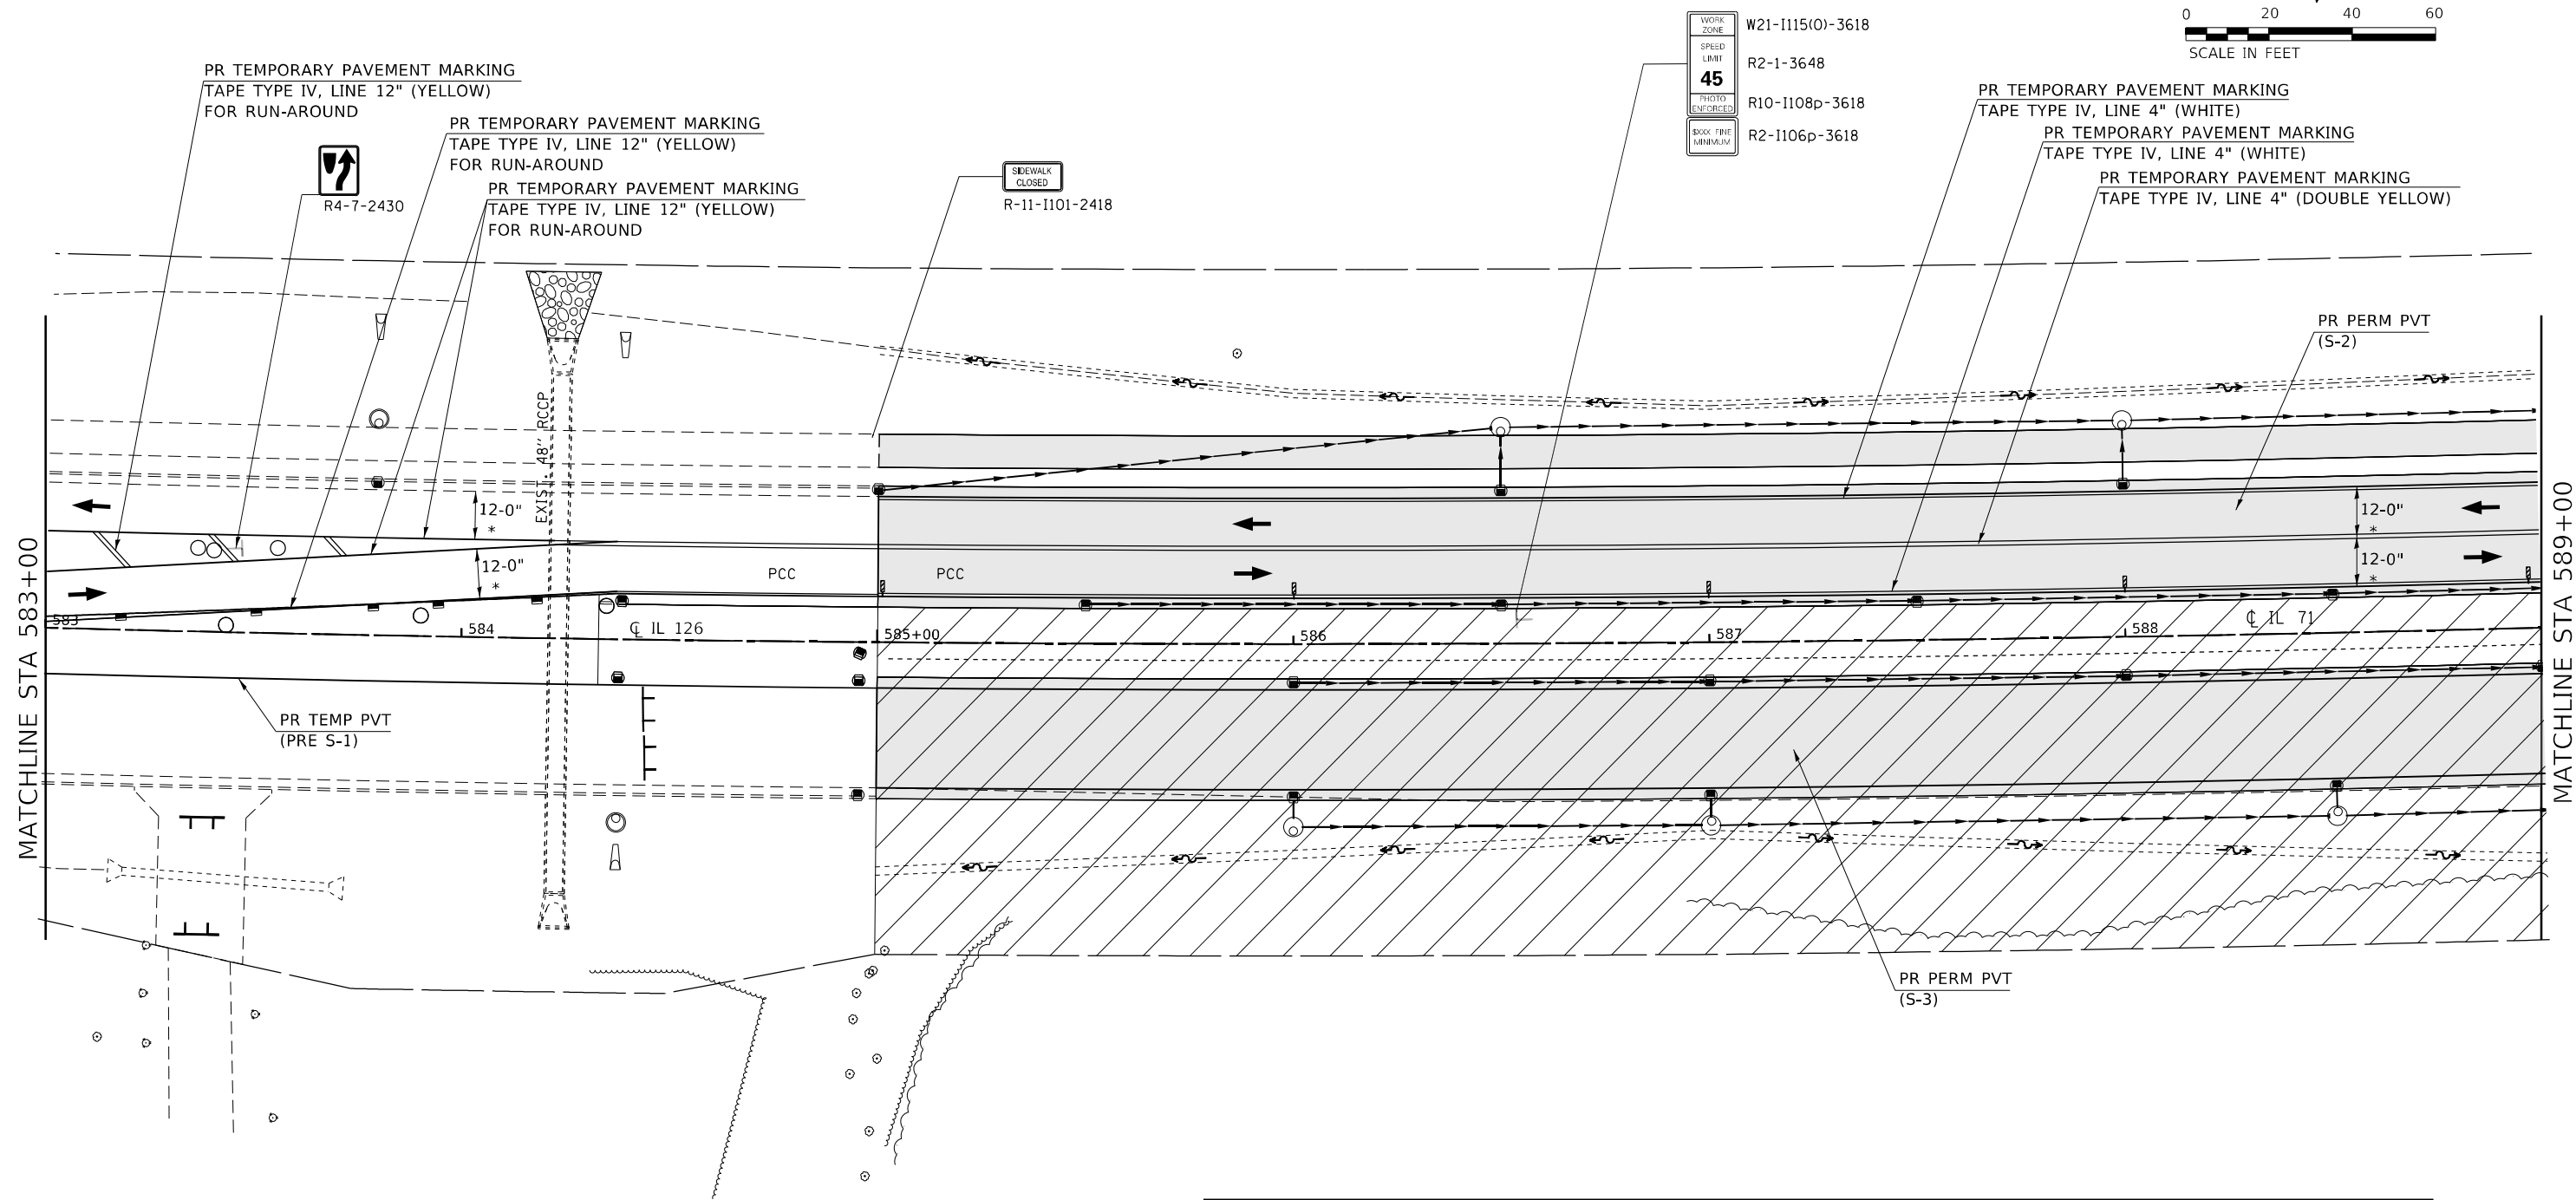 WORK
ZONE
SPEED
LIMIT
45
PHOTO
ENFORCED
$XXX FINE
MINIMUM
W21-I115(O)-3618
R2-1-3648
R10-I108p-3618
R2-I106p-3618
0 20 40 60
SCALE IN FEET
PR TEMPORARY PAVEMENT MARKING
TAPE TYPE IV, LINE 12" (YELLOW)
FOR RUN-AROUND
PR TEMPORARY PAVEMENT MARKING
TAPE TYPE IV, LINE 12" (YELLOW)
FOR RUN-AROUND
PR TEMPORARY PAVEMENT MARKING
TAPE TYPE IV, LINE 12" (YELLOW)
FOR RUN-AROUND
R4-7-2430
SIDEWALK
CLOSED
R-11-I101-2418
PR TEMPORARY PAVEMENT MARKING
TAPE TYPE IV, LINE 4" (WHITE)
PR TEMPORARY PAVEMENT MARKING
TAPE TYPE IV, LINE 4" (WHITE)
PR TEMPORARY PAVEMENT MARKING
TAPE TYPE IV, LINE 4" (DOUBLE YELLOW)
PR PERM PVT
(S-2)
EXIST. 48" RCCP
12-0"
*
12-0"
*
12-0"
*
12-0"
*
PCC
PCC
MATCHLINE STA 583+00
MATCHLINE STA 589+00
583
584
℄ IL 126
585+00
586
587
588
℄ IL 71
PR TEMP PVT
(PRE S-1)
PR PERM PVT
(S-3)